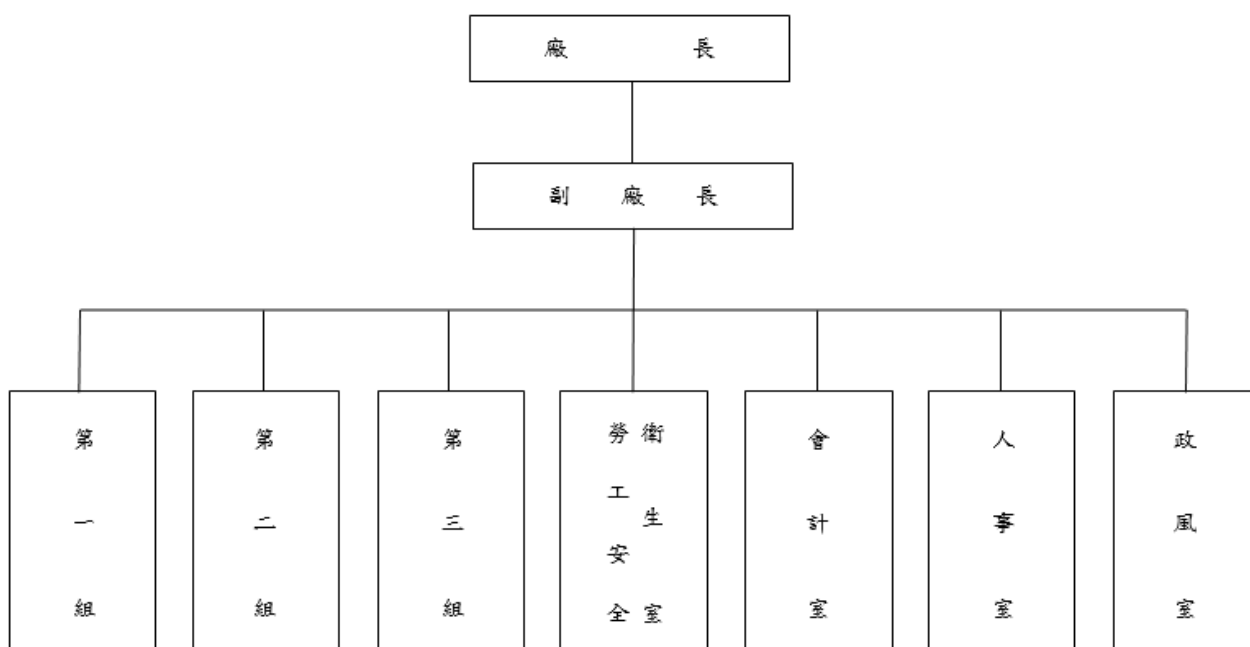 廠長
副廠長
第一組
第二組
第三組
勞工安全
衛生室
會計室
人事室
政風室